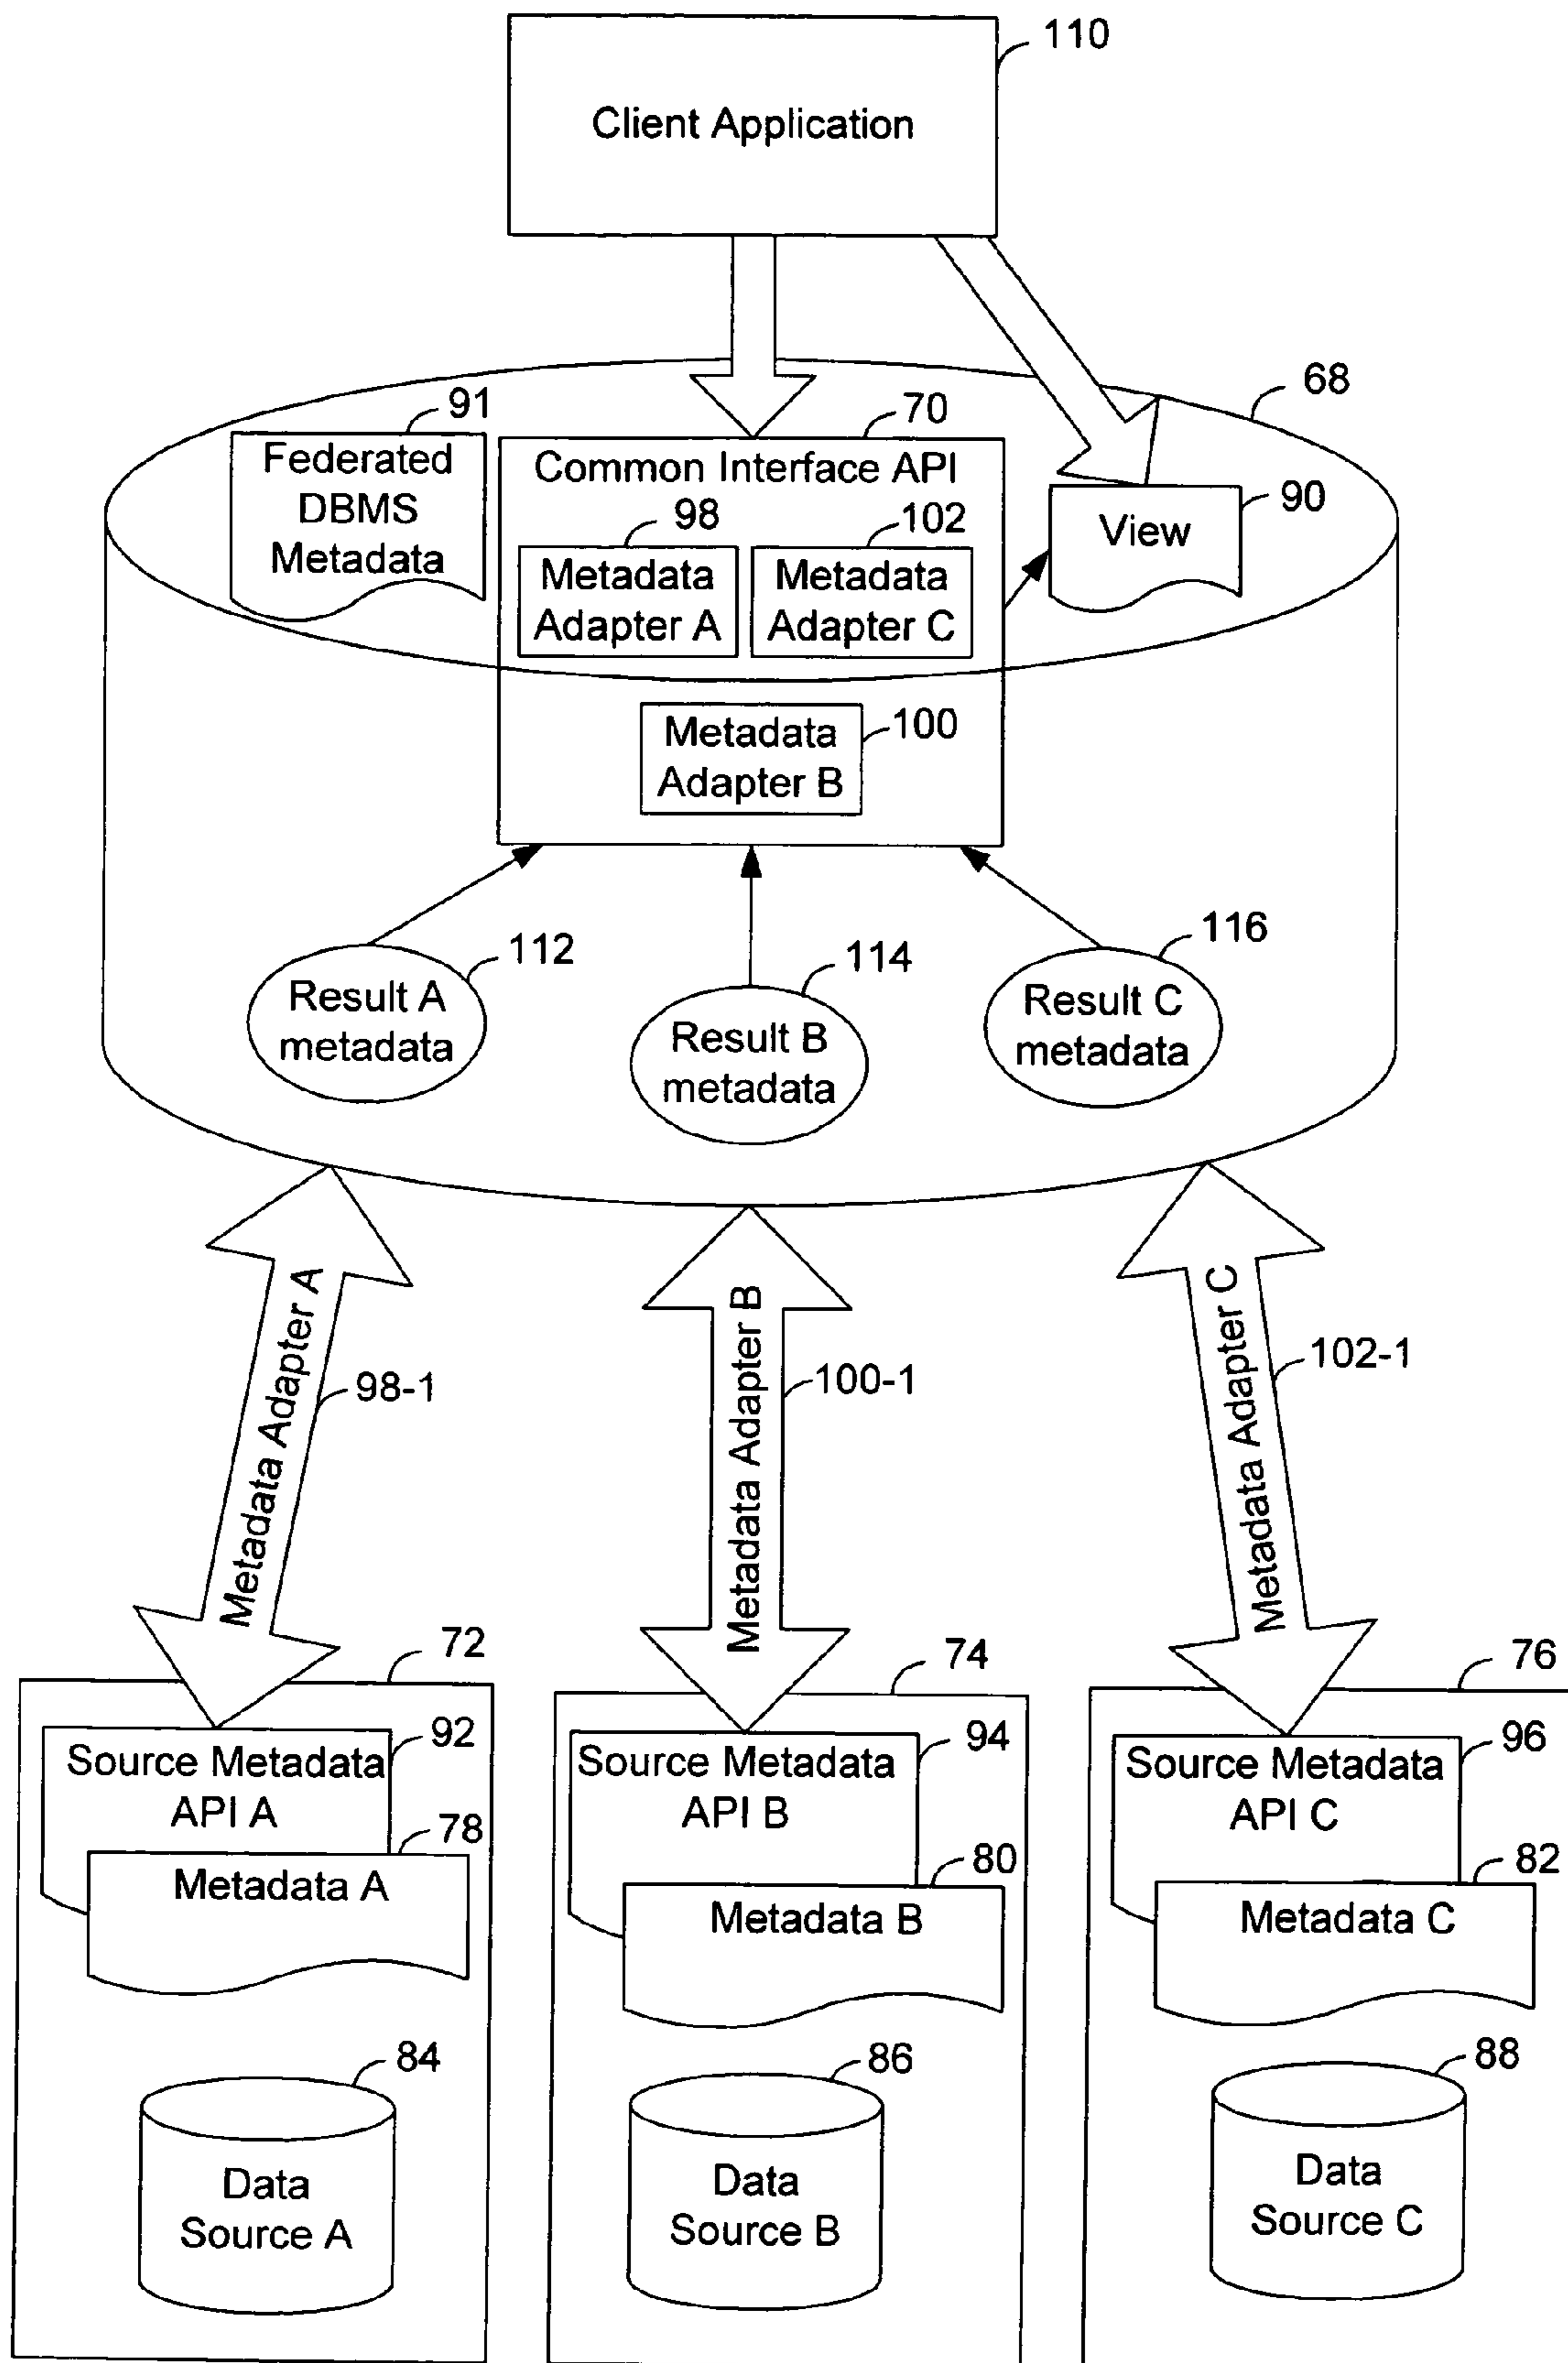 110
Client Application
68
91
70
Federated
DBMS
Metadata
Common Interface API
90
View
98
102
Metadata
Adapter A
Metadata
Adapter C
100
Metadata
Adapter B
112
114
116
Result A
metadata
Result B
metadata
Result C
metadata
Metadata Adapter A
98-1
Metadata Adapter B
100-1
Metadata Adapter C
102-1
72
74
76
92
Source Metadata
API A
78
Metadata A
94
Source Metadata
API B
80
Metadata B
96
Source Metadata
API C
82
Metadata C
84
Data
Source A
86
Data
Source B
88
Data
Source C